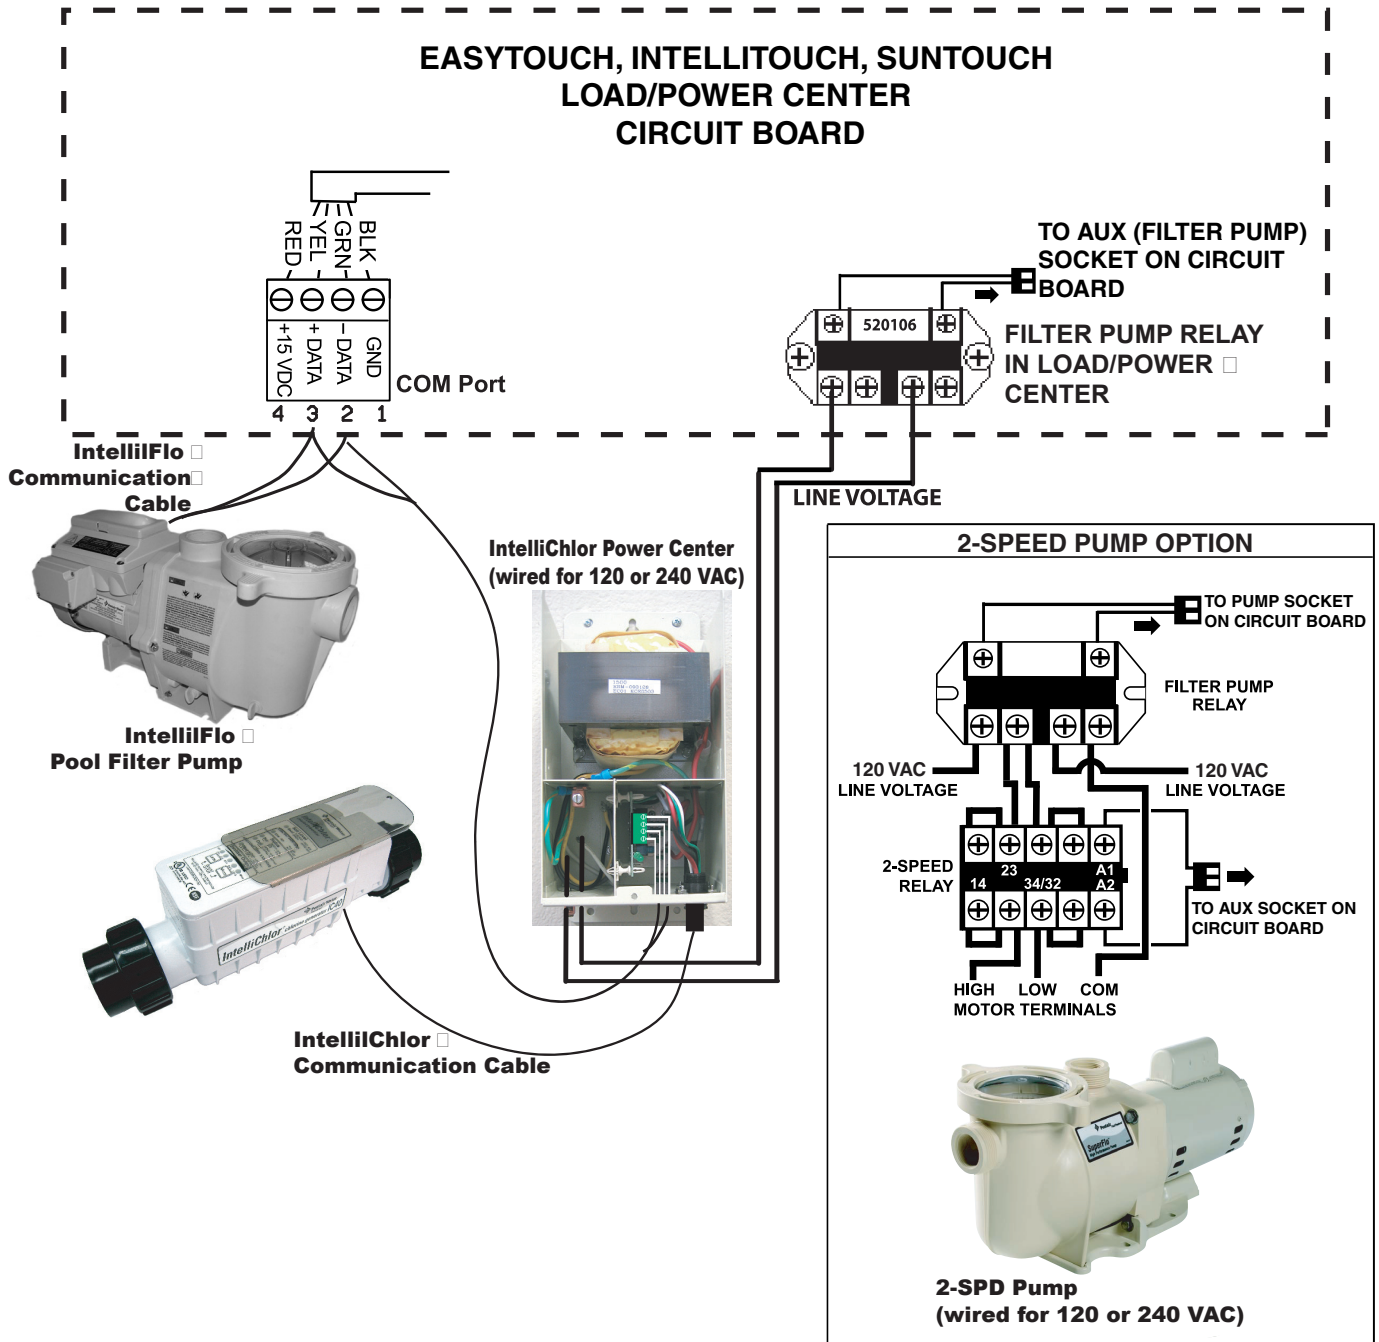 EASYTOUCH, INTELLITOUCH, SUNTOUCH
LOAD/POWER CENTER
CIRCUIT BOARD
RED
YEL
GRN
BLK
+15 VDC
+ DATA
– DATA
GND
4 3 2 1
COM Port
TO AUX (FILTER PUMP)
SOCKET ON CIRCUIT
BOARD
520106
FILTER PUMP RELAY
IN LOAD/POWER
CENTER
IntellilFlo
Communication
Cable
LINE VOLTAGE
IntelliChlor Power Center
(wired for 120 or 240 VAC)
IntellilFlo
Pool Filter Pump
IntelliChlor
IC40
IntellilChlor
Communication Cable
2-SPEED PUMP OPTION
TO PUMP SOCKET
ON CIRCUIT BOARD
FILTER PUMP
RELAY
120 VAC
LINE VOLTAGE
120 VAC
LINE VOLTAGE
2-SPEED
RELAY
14
23
34/32
A1
A2
TO AUX SOCKET ON
CIRCUIT BOARD
HIGH LOW COM
MOTOR TERMINALS
SuperFlo
2-SPD Pump
(wired for 120 or 240 VAC)